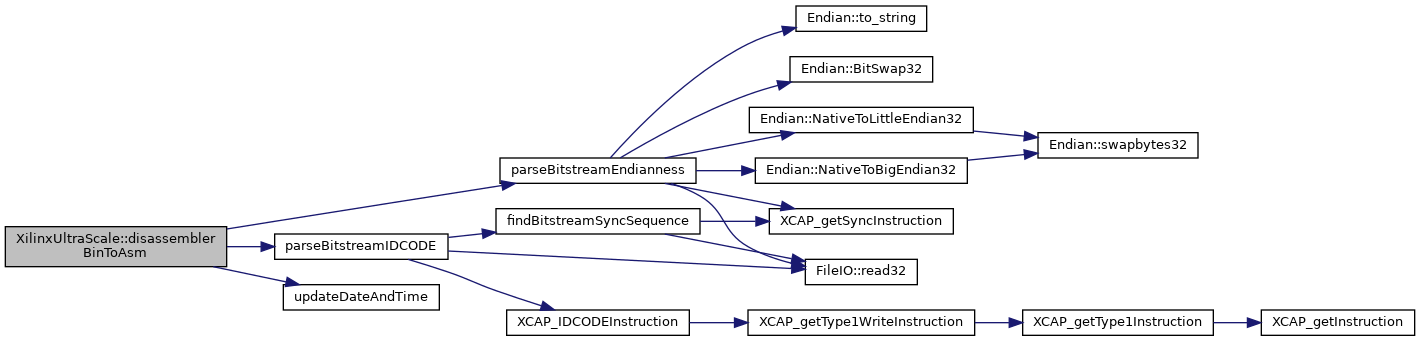 XilinxUltraScale::disassembler
BinToAsm
parseBitstreamEndianness
parseBitstreamIDCODE
updateDateAndTime
findBitstreamSyncSequence
XCAP_IDCODEInstruction
Endian::to_string
Endian::BitSwap32
Endian::NativeToLittleEndian32
Endian::NativeToBigEndian32
XCAP_getSyncInstruction
FileIO::read32
XCAP_getType1WriteInstruction
Endian::swapbytes32
XCAP_getType1Instruction
XCAP_getInstruction